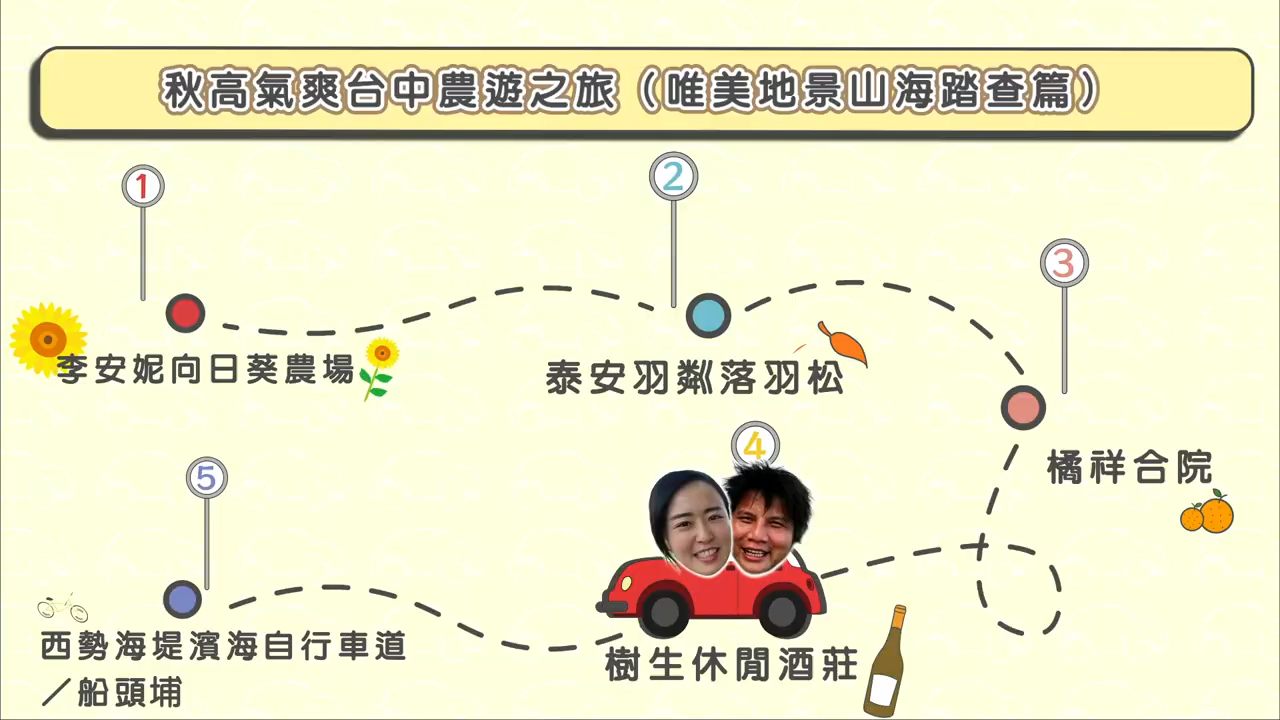 秋高氣爽台中農遊之旅（唯美地景山海踏查篇）
1
2
3
李安妮向日葵農場
泰安羽粼落羽松
橘祥合院
4
5
西勢海堤濱海自行車道
／船頭埔
樹生休閒酒莊